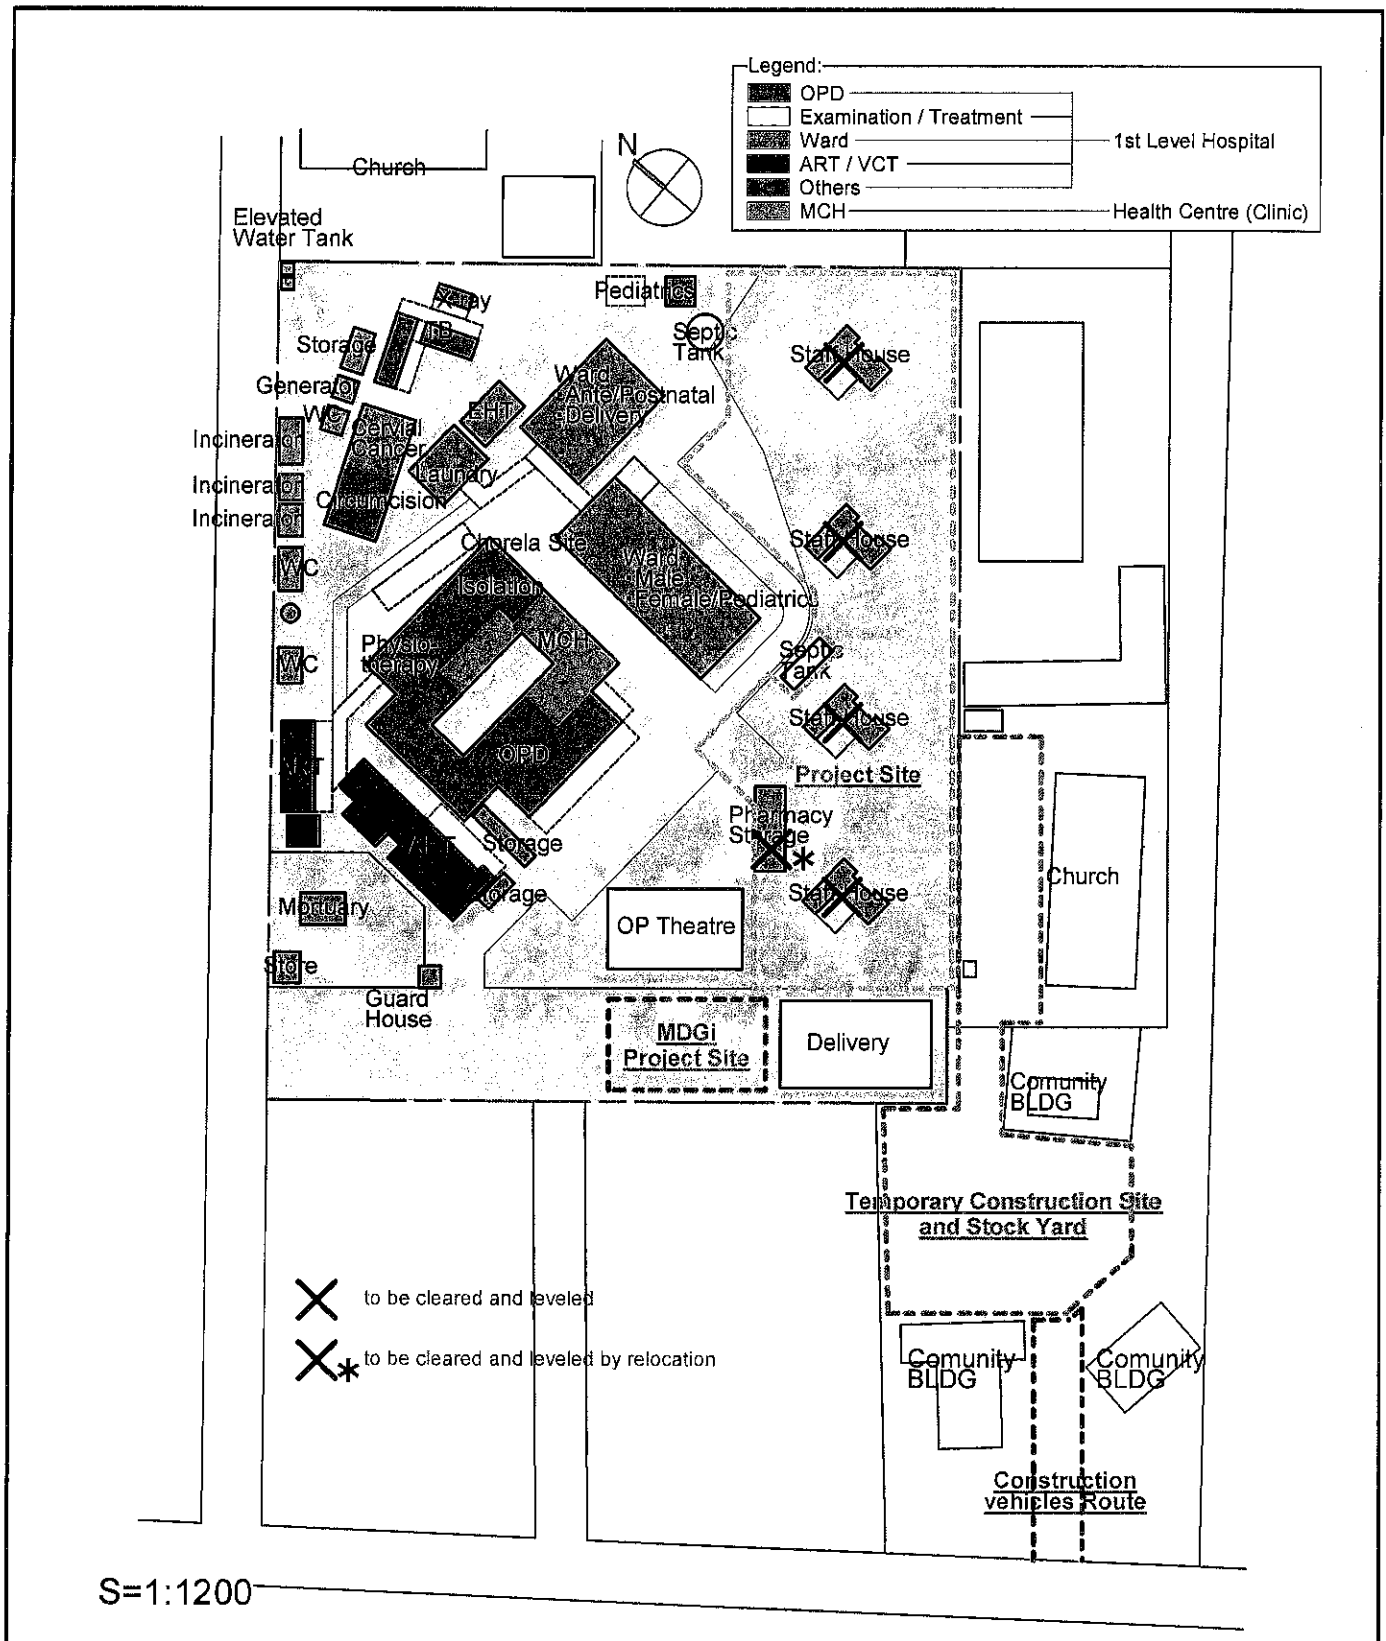 Legend:
OPD
Examination / Treatment
Ward
1st Level Hospital
ART / VCT
Others
MCH
Health Centre (Clinic)
N
Church
Elevated
Water Tank
X-ray
TB
Storage
Generator
WC
Cervial
Cancer
Circumcision
Incinerator
Incinerator
Incinerator
WC
WC
EHT
Laundry
Pediatrics
Septic
Tank
Ward
Ante/Postnatal
Delivery
Staff House
Chorela Site
Isolation
Ward
Male
Female/Pediatric
Staff House
Physio-
therapy
MCH
Septic
Tank
Staff House
OPD
Project Site
ART
ART
Storage
Storage
Pharmacy
Storage
*
Staff House
Church
Mortuary
Store
Guard
House
OP Theatre
MDGi
Project Site
Delivery
Comunity
BLDG
Temporary Construction Site
and Stock Yard
to be cleared and leveled
* to be cleared and leveled by relocation
Comunity
BLDG
Comunity
BLDG
Construction
vehicles Route
S=1:1200